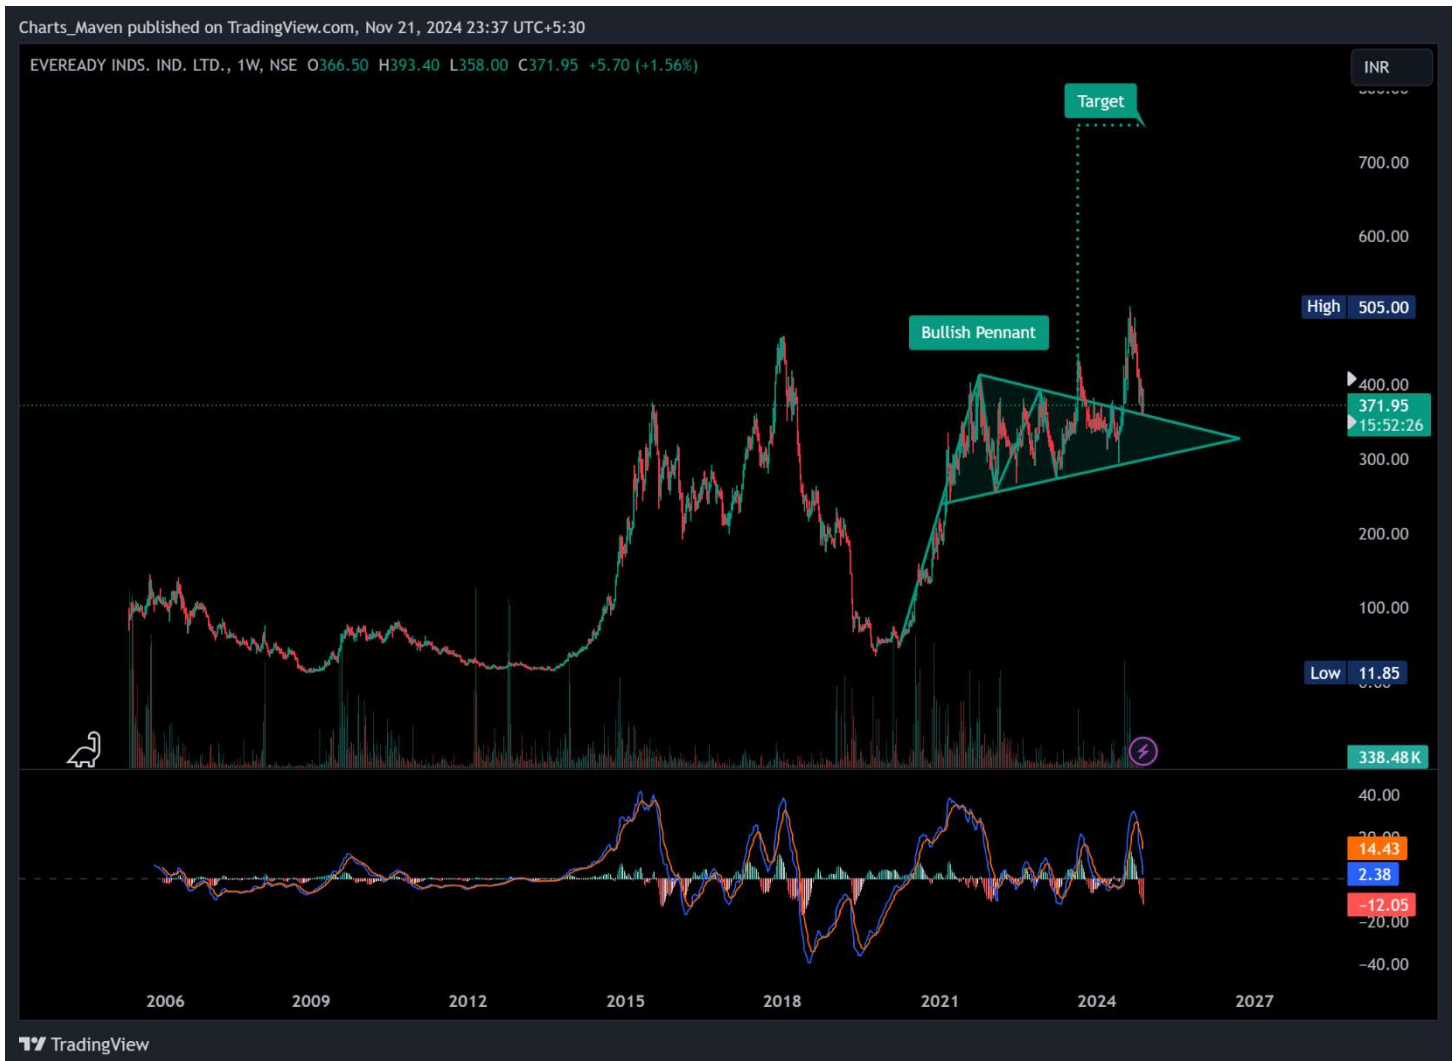 Charts_Maven published on TradingView.com, Nov 21, 2024 23:37 UTC+5:30
EVEREADY INDS. IND. LTD., 1W, NSE O366.50 H393.40 L358.00 C371.95 +5.70 (+1.56%)
INR
Target
700.00
600.00
High 505.00
Bullish Pennant
400.00
371.95
15:52:26
300.00
200.00
100.00
Low 11.85
338.48K
40.00
14.43
2.38
−12.05
−20.00
−40.00
2006 2009 2012 2015 2018 2021 2024 2027
TradingView